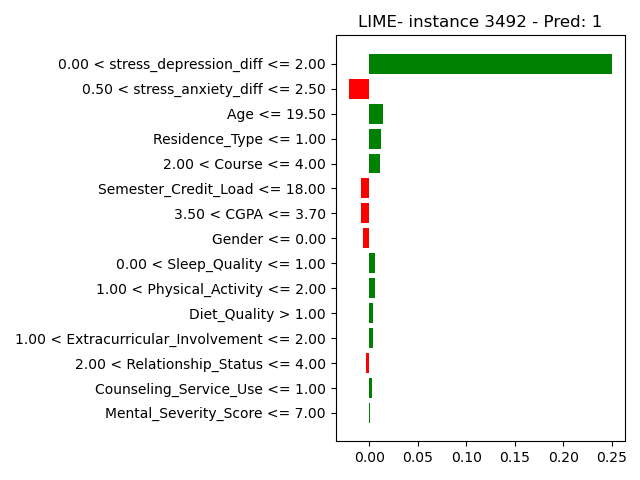 LIME- instance 3492 - Pred: 1
0.00 < stress_depression_diff <= 2.00
0.50 < stress_anxiety_diff <= 2.50
Age <= 19.50
Residence_Type <= 1.00
2.00 < Course <= 4.00
Semester_Credit_Load <= 18.00
3.50 < CGPA <= 3.70
Gender <= 0.00
0.00 < Sleep_Quality <= 1.00
1.00 < Physical_Activity <= 2.00
Diet_Quality > 1.00
1.00 < Extracurricular_Involvement <= 2.00
2.00 < Relationship_Status <= 4.00
Counseling_Service_Use <= 1.00
Mental_Severity_Score <= 7.00
0.00 0.05 0.10 0.15 0.20 0.25